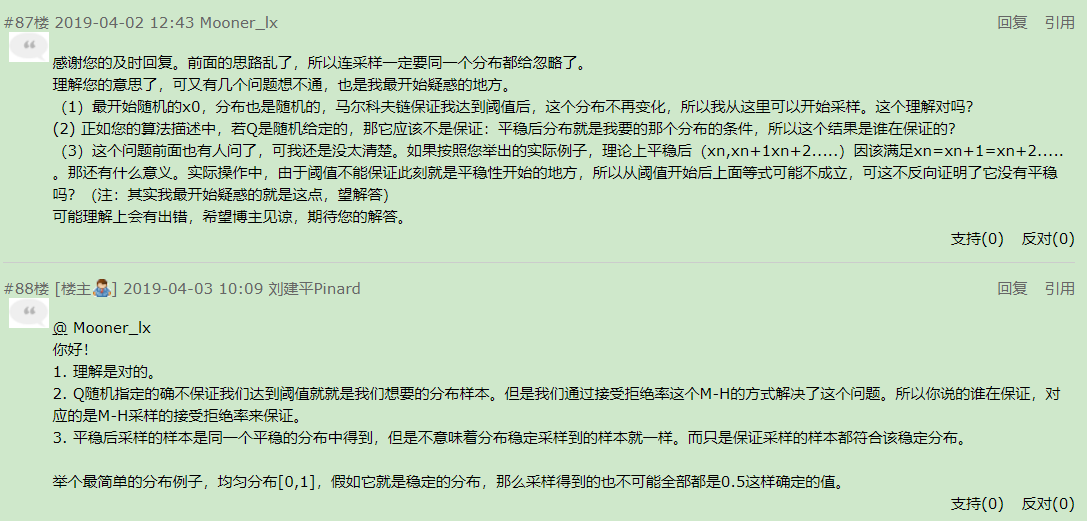 #87楼 2019-04-02 12:43 Mooner_lx 回复 引用
感谢您的及时回复。前面的思路乱了，所以连采样一定要同一个分布都给忽略了。
理解您的意思了，可又有几个问题想不通，也是我最开始疑惑的地方。
（1）最开始随机的x0，分布也是随机的，马尔科夫链保证我达到阈值后，这个分布不再变化，所以我从这里可以开始采样。这个理解对吗？
(2) 正如您的算法描述中，若Q是随机给定的，那它应该不是保证：平稳后分布就是我要的那个分布的条件，所以这个结果是谁在保证的？
（3）这个问题前面也有人问了，可我还是没太清楚。如果按照您举出的实际例子，理论上平稳后（xn,xn+1xn+2.....）因该满足xn=xn+1=xn+2.....
。那还有什么意义。实际操作中，由于阈值不能保证此刻就是平稳性开始的地方，所以从阈值开始后上面等式可能不成立，可这不反向证明了它没有平稳
吗？（注：其实我最开始疑惑的就是这点，望解答）
可能理解上会有出错，希望博主见谅，期待您的解答。
支持(0) 反对(0)
#88楼 [楼主] 2019-04-03 10:09 刘建平Pinard 回复 引用
@ Mooner_lx
你好！
1. 理解是对的。
2. Q随机指定的确不保证我们达到阈值就就是我们想要的分布样本。但是我们通过接受拒绝率这个M-H的方式解决了这个问题。所以你说的谁在保证，对
应的是M-H采样的接受拒绝率来保证。
3. 平稳后采样的样本是同一个平稳的分布中得到，但是不意味着分布稳定采样到的样本就一样。而只是保证采样的样本都符合该稳定分布。
举个最简单的分布例子，均匀分布[0,1]，假如它就是稳定的分布，那么采样得到的也不可能全部都是0.5这样确定的值。
支持(0) 反对(0)